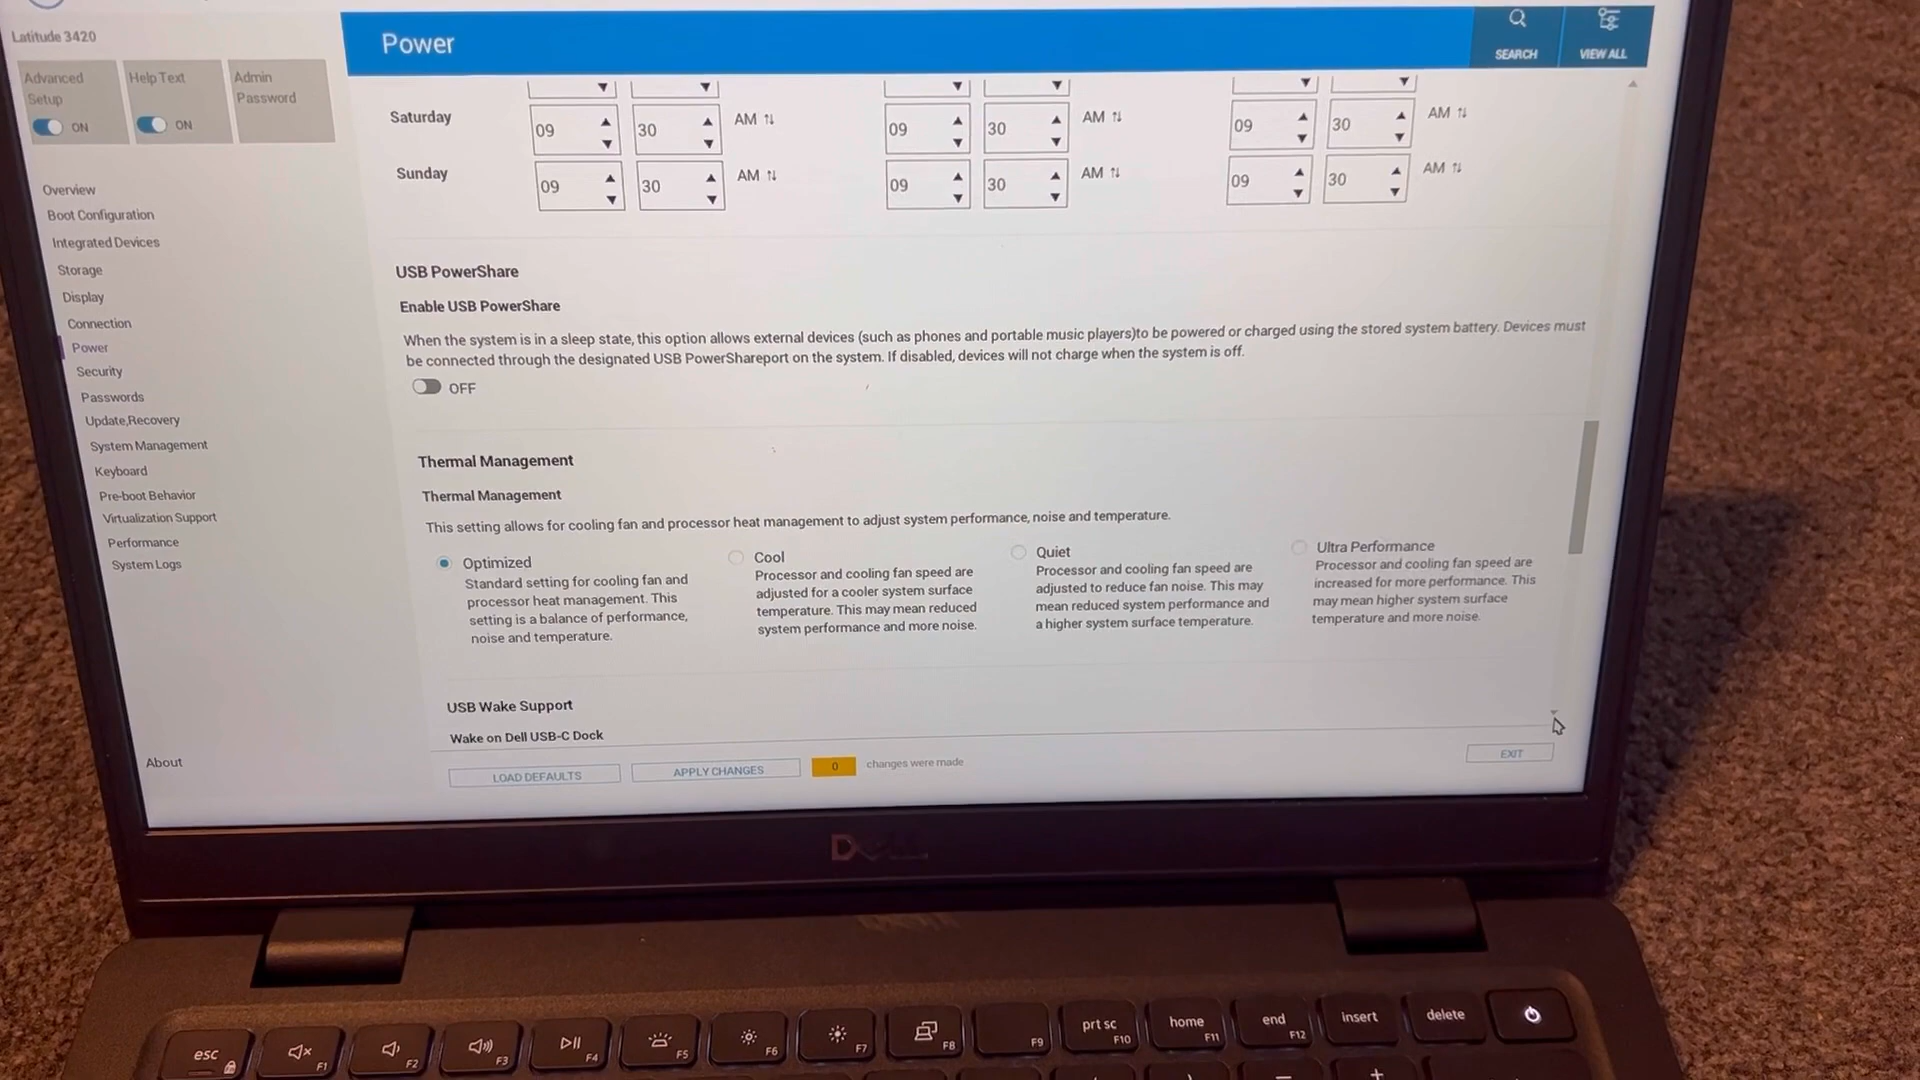 Latitude 3420
Power
SEARCH
VIEW ALL
Advanced Setup
ON
Help Text
ON
Admin Password
Overview
Boot Configuration
Integrated Devices
Storage
Display
Connection
Power
Security
Passwords
Update,Recovery
System Management
Keyboard
Pre-boot Behavior
Virtualization Support
Performance
System Logs
About
Saturday 09 30 AM 09 30 AM 09 30 AM
Sunday 09 30 AM 09 30 AM 09 30 AM
USB PowerShare
Enable USB PowerShare
When the system is in a sleep state, this option allows external devices (such as phones and portable music players)to be powered or charged using the stored system battery. Devices must
be connected through the designated USB PowerShareport on the system. If disabled, devices will not charge when the system is off.
OFF
Thermal Management
Thermal Management
This setting allows for cooling fan and processor heat management to adjust system performance, noise and temperature.
Optimized
Standard setting for cooling fan and
processor heat management. This
setting is a balance of performance,
noise and temperature.
Cool
Processor and cooling fan speed are
adjusted for a cooler system surface
temperature. This may mean reduced
system performance and more noise.
Quiet
Processor and cooling fan speed are
adjusted to reduce fan noise. This may
mean reduced system performance and
a higher system surface temperature.
Ultra Performance
Processor and cooling fan speed are
increased for more performance. This
may mean higher system surface
temperature and more noise.
USB Wake Support
Wake on Dell USB-C Dock
LOAD DEFAULTS
APPLY CHANGES
0 changes were made
EXIT
DELL
esc
F1
F2
F3
F4
F5
F6
F7
F8
F9
prt sc F10
home F11
end F12
insert
delete